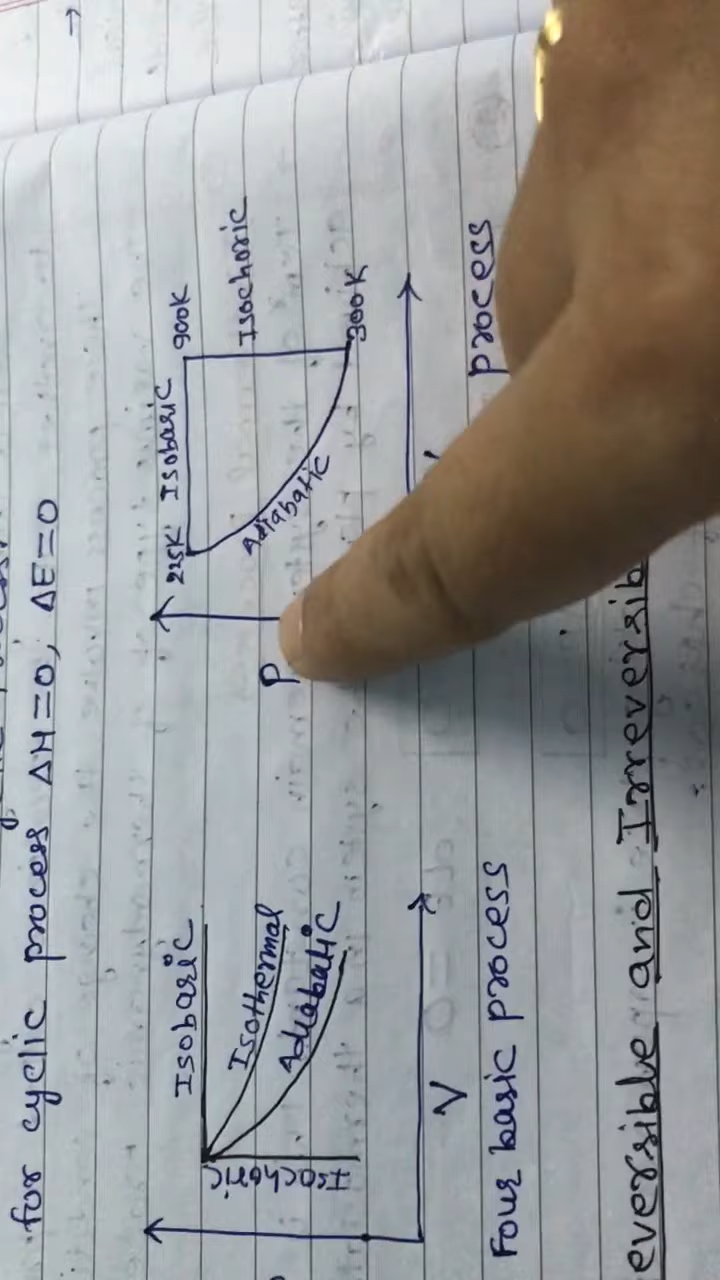 for cyclic process ΔH=0, ΔE=0
Isobaric
Isothermal
Adiabatic
Isochoric
V
Four basic process
P
225K Isobaric 900K
Adiabatic
Isochoric
300K
process
eversible and Irreversib